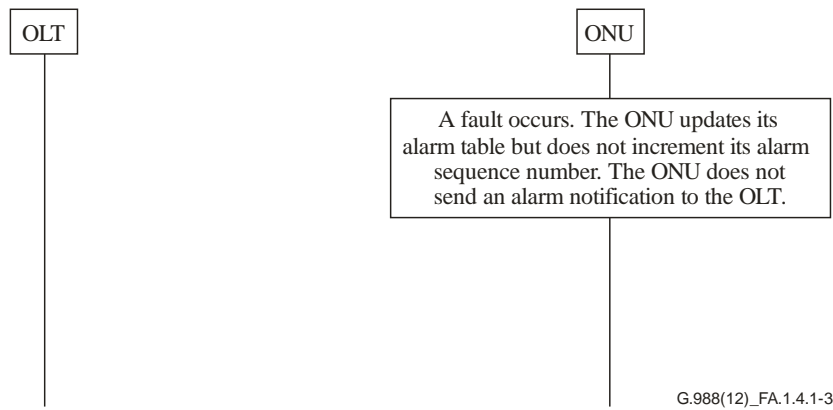 OLT
ONU
A fault occurs. The ONU updates its
alarm table but does not increment its alarm
sequence number. The ONU does not
send an alarm notification to the OLT.
G.988(12)_FA.1.4.1-3